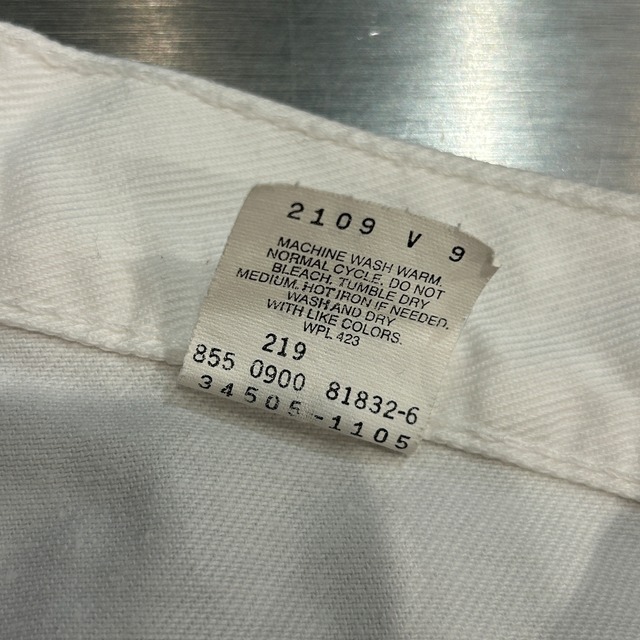 2109 V 9
MACHINE WASH WARM.
NORMAL CYCLE. DO NOT
BLEACH. TUMBLE DRY
MEDIUM. HOT IRON IF NEEDED.
WASH AND DRY
WITH LIKE COLORS.
WPL 423
219
855 0900 81832-6
34505-1105